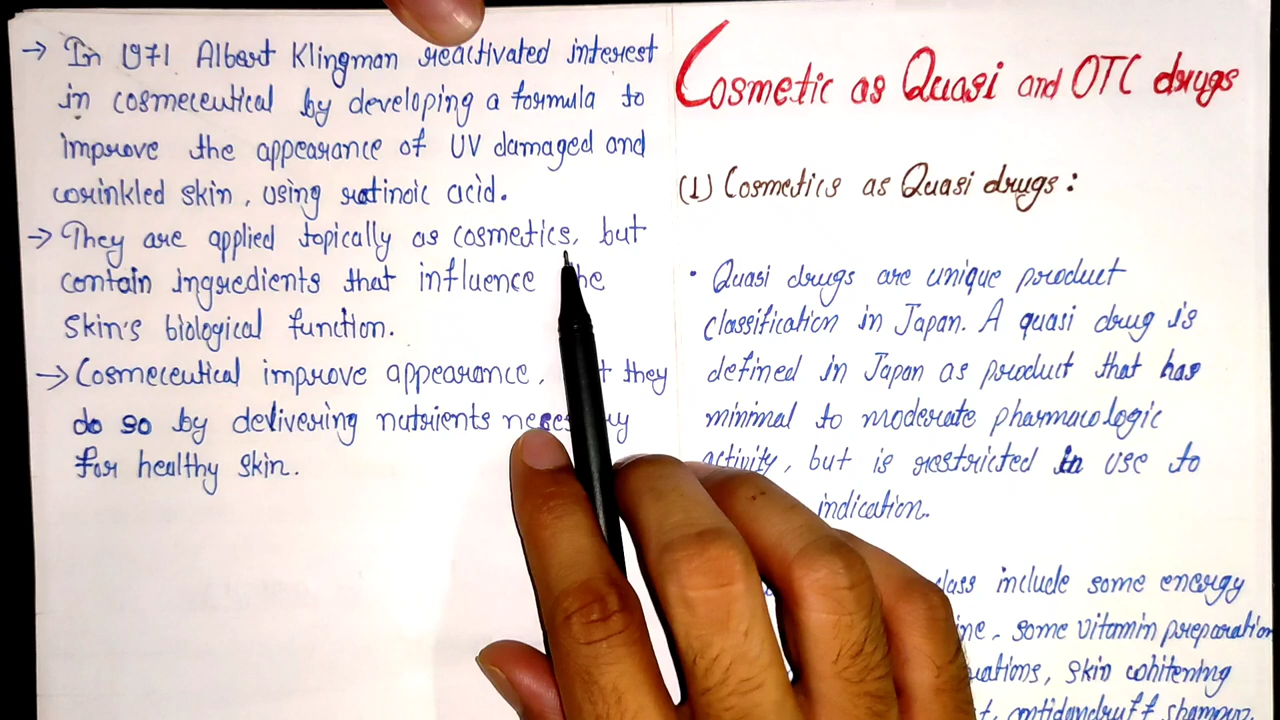 → In 1971 Albert Klingman reactivated interest
in cosmeceutical by developing a formula to
improve the appearance of UV damaged and
wrinkled skin, using retinoic acid.
→ They are applied topically as cosmetics, but
contain ingredients that influence
skin's biological function.
→ Cosmeceutical improve appearance, they
do so by delivering nutrients
for healthy skin.
Cosmetic as Quasi and OTC drugs
(1) Cosmetics as Quasi drugs:
• Quasi drugs are unique product
classification in Japan. A quasi drug is
defined in Japan as product that has
minimal to moderate pharmacologic
activity, but is restricted in use to
indication.
class include some energy
some vitamin preparation
skin whitening
antidandruff shampoo.